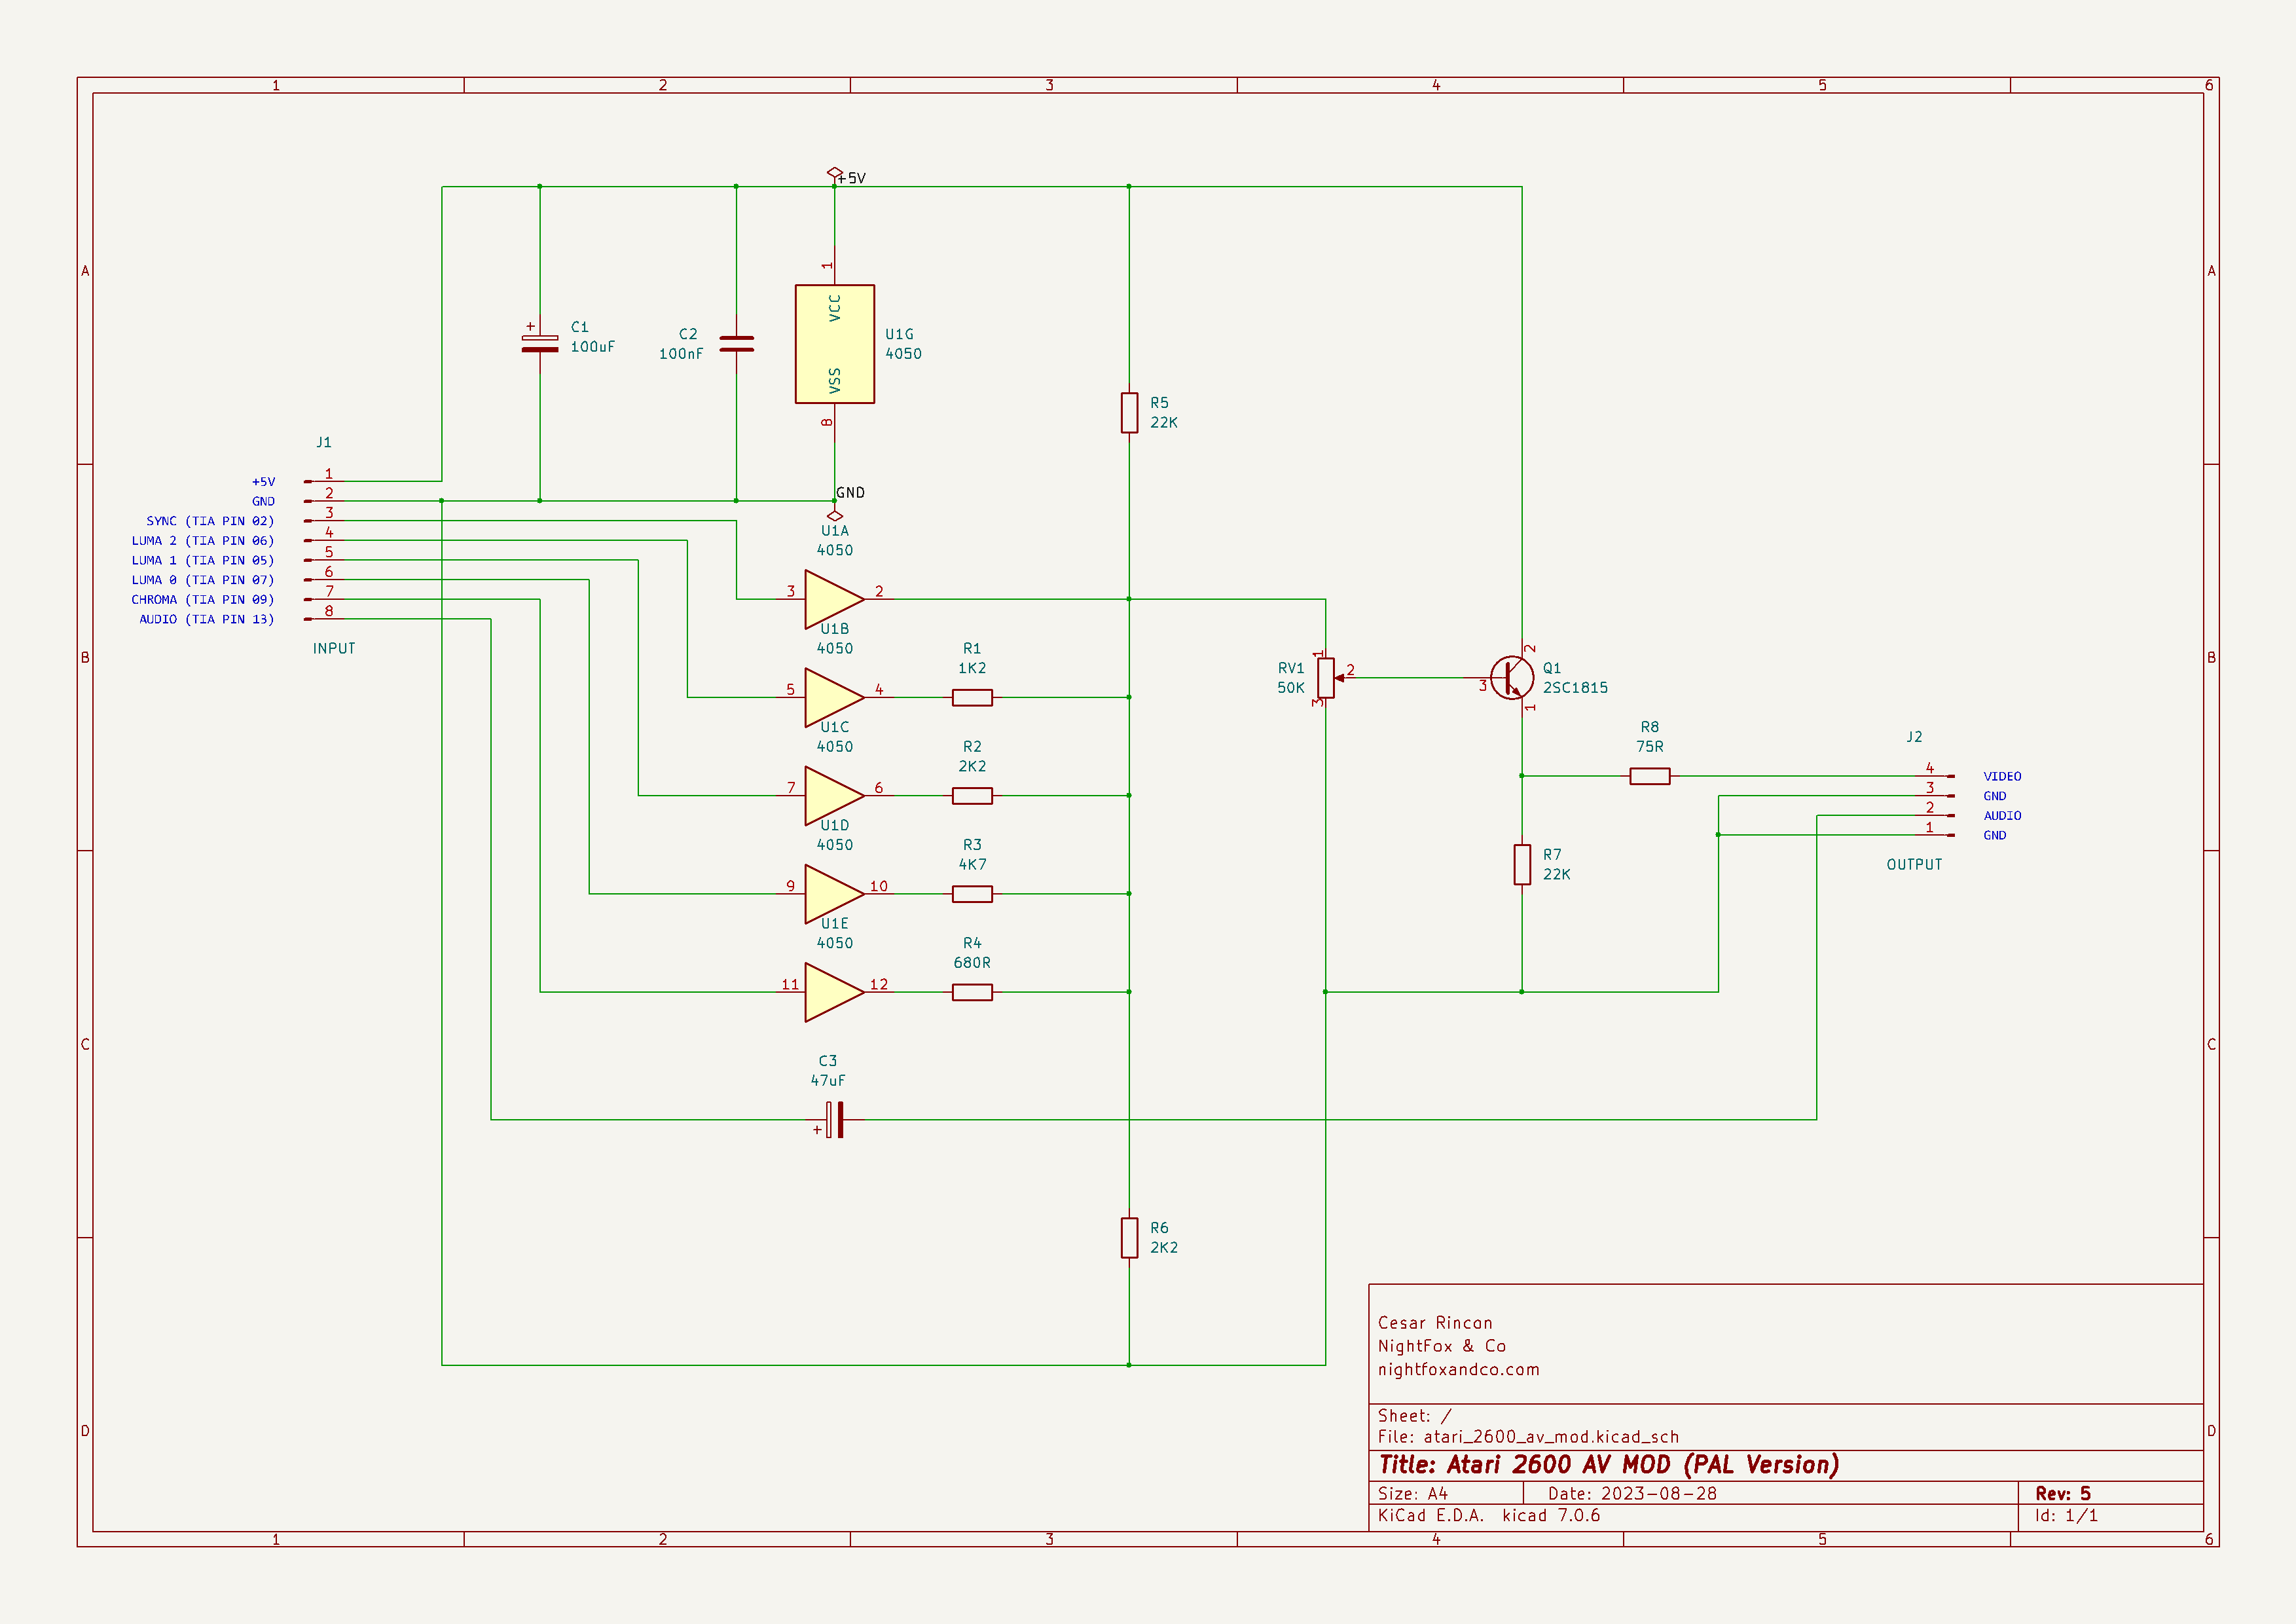 1 2 3 4 5 6
A
A
+5V
1
VCC
VSS
8
U1G
4050
+
C1
100uF
C2
100nF
R5
22K
J1
+5V 1
GND 2
SYNC (TIA PIN 02) 3
LUMA 2 (TIA PIN 06) 4
LUMA 1 (TIA PIN 05) 5
LUMA 0 (TIA PIN 07) 6
CHROMA (TIA PIN 09) 7
AUDIO (TIA PIN 13) 8
INPUT
GND
B
B
U1A
4050
3 2
U1B
4050
5 4
R1
1K2
U1C
4050
7 6
R2
2K2
U1D
4050
9 10
R3
4K7
U1E
4050
11 12
R4
680R
RV1
50K
1
2
3
Q1
2SC1815
2
3
1
R8
75R
R7
22K
J2
4 VIDEO
3 GND
2 AUDIO
1 GND
OUTPUT
C
C
C3
47uF
+
R6
2K2
D
D
Cesar Rincon
NightFox & Co
nightfoxandco.com
Sheet: /
File: atari_2600_av_mod.kicad_sch
Title: Atari 2600 AV MOD (PAL Version)
Size: A4 Date: 2023-08-28 Rev: 5
KiCad E.D.A. kicad 7.0.6 Id: 1/1
1 2 3 4 5 6